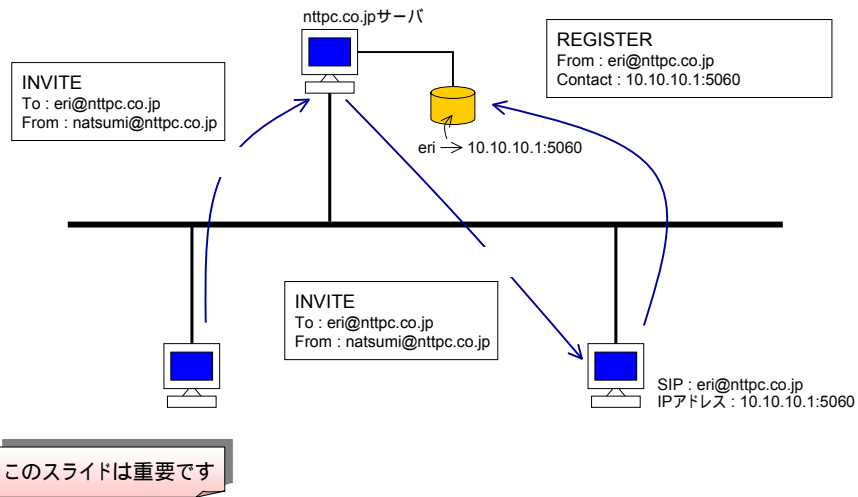 nttpc.co.jpサーバ
REGISTER
From : eri@nttpc.co.jp
Contact : 10.10.10.1:5060
INVITE
To : eri@nttpc.co.jp
From : natsumi@nttpc.co.jp
eri → 10.10.10.1:5060
INVITE
To : eri@nttpc.co.jp
From : natsumi@nttpc.co.jp
SIP : eri@nttpc.co.jp
IPアドレス : 10.10.10.1:5060
このスライドは重要です